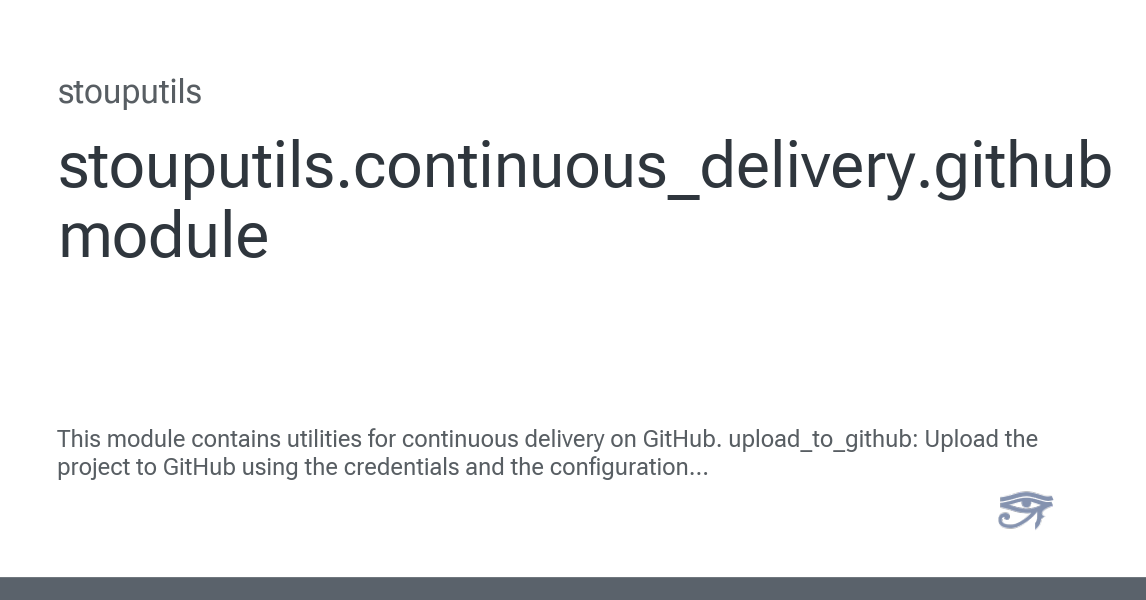 stouputils
stouputils.continuous_delivery.github
module
This module contains utilities for continuous delivery on GitHub. upload_to_github: Upload the
project to GitHub using the credentials and the configuration...